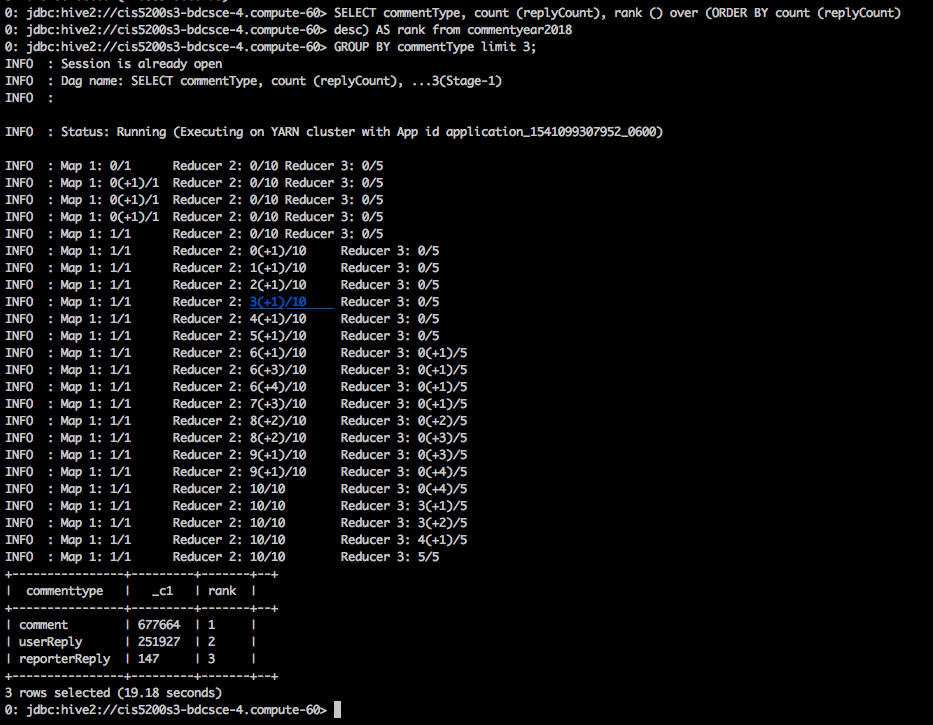 0: jdbc:hive2://cis5200s3-bdcsce-4.compute-60> SELECT commentType, count (replyCount), rank () over (ORDER BY count (replyCount)
0: jdbc:hive2://cis5200s3-bdcsce-4.compute-60> desc) AS rank from commentyear2018
0: jdbc:hive2://cis5200s3-bdcsce-4.compute-60> GROUP BY commentType limit 3;
INFO  : Session is already open
INFO  : Dag name: SELECT commentType, count (replyCount), ...3(Stage-1)
INFO  :
INFO  : Status: Running (Executing on YARN cluster with App id application_1541099307952_0600)
INFO  : Map 1: 0/1     Reducer 2: 0/10 Reducer 3: 0/5
INFO  : Map 1: 0(+1)/1 Reducer 2: 0/10 Reducer 3: 0/5
INFO  : Map 1: 0(+1)/1 Reducer 2: 0/10 Reducer 3: 0/5
INFO  : Map 1: 0(+1)/1 Reducer 2: 0/10 Reducer 3: 0/5
INFO  : Map 1: 1/1     Reducer 2: 0/10 Reducer 3: 0/5
INFO  : Map 1: 1/1     Reducer 2: 0(+1)/10     Reducer 3: 0/5
INFO  : Map 1: 1/1     Reducer 2: 1(+1)/10     Reducer 3: 0/5
INFO  : Map 1: 1/1     Reducer 2: 2(+1)/10     Reducer 3: 0/5
INFO  : Map 1: 1/1     Reducer 2: 3(+1)/10     Reducer 3: 0/5
INFO  : Map 1: 1/1     Reducer 2: 4(+1)/10     Reducer 3: 0/5
INFO  : Map 1: 1/1     Reducer 2: 5(+1)/10     Reducer 3: 0/5
INFO  : Map 1: 1/1     Reducer 2: 6(+1)/10     Reducer 3: 0(+1)/5
INFO  : Map 1: 1/1     Reducer 2: 6(+3)/10     Reducer 3: 0(+1)/5
INFO  : Map 1: 1/1     Reducer 2: 6(+4)/10     Reducer 3: 0(+1)/5
INFO  : Map 1: 1/1     Reducer 2: 7(+3)/10     Reducer 3: 0(+1)/5
INFO  : Map 1: 1/1     Reducer 2: 8(+2)/10     Reducer 3: 0(+2)/5
INFO  : Map 1: 1/1     Reducer 2: 8(+2)/10     Reducer 3: 0(+3)/5
INFO  : Map 1: 1/1     Reducer 2: 9(+1)/10     Reducer 3: 0(+3)/5
INFO  : Map 1: 1/1     Reducer 2: 9(+1)/10     Reducer 3: 0(+4)/5
INFO  : Map 1: 1/1     Reducer 2: 10/10        Reducer 3: 0(+4)/5
INFO  : Map 1: 1/1     Reducer 2: 10/10        Reducer 3: 3(+1)/5
INFO  : Map 1: 1/1     Reducer 2: 10/10        Reducer 3: 3(+2)/5
INFO  : Map 1: 1/1     Reducer 2: 10/10        Reducer 3: 4(+1)/5
INFO  : Map 1: 1/1     Reducer 2: 10/10        Reducer 3: 5/5
+----------------+---------+-------+--+
|  commenttype   |   _c1   | rank  |
+----------------+---------+-------+--+
| comment        | 677664  | 1     |
| userReply      | 251927  | 2     |
| reporterReply  | 147     | 3     |
+----------------+---------+-------+--+
3 rows selected (19.18 seconds)
0: jdbc:hive2://cis5200s3-bdcsce-4.compute-60>